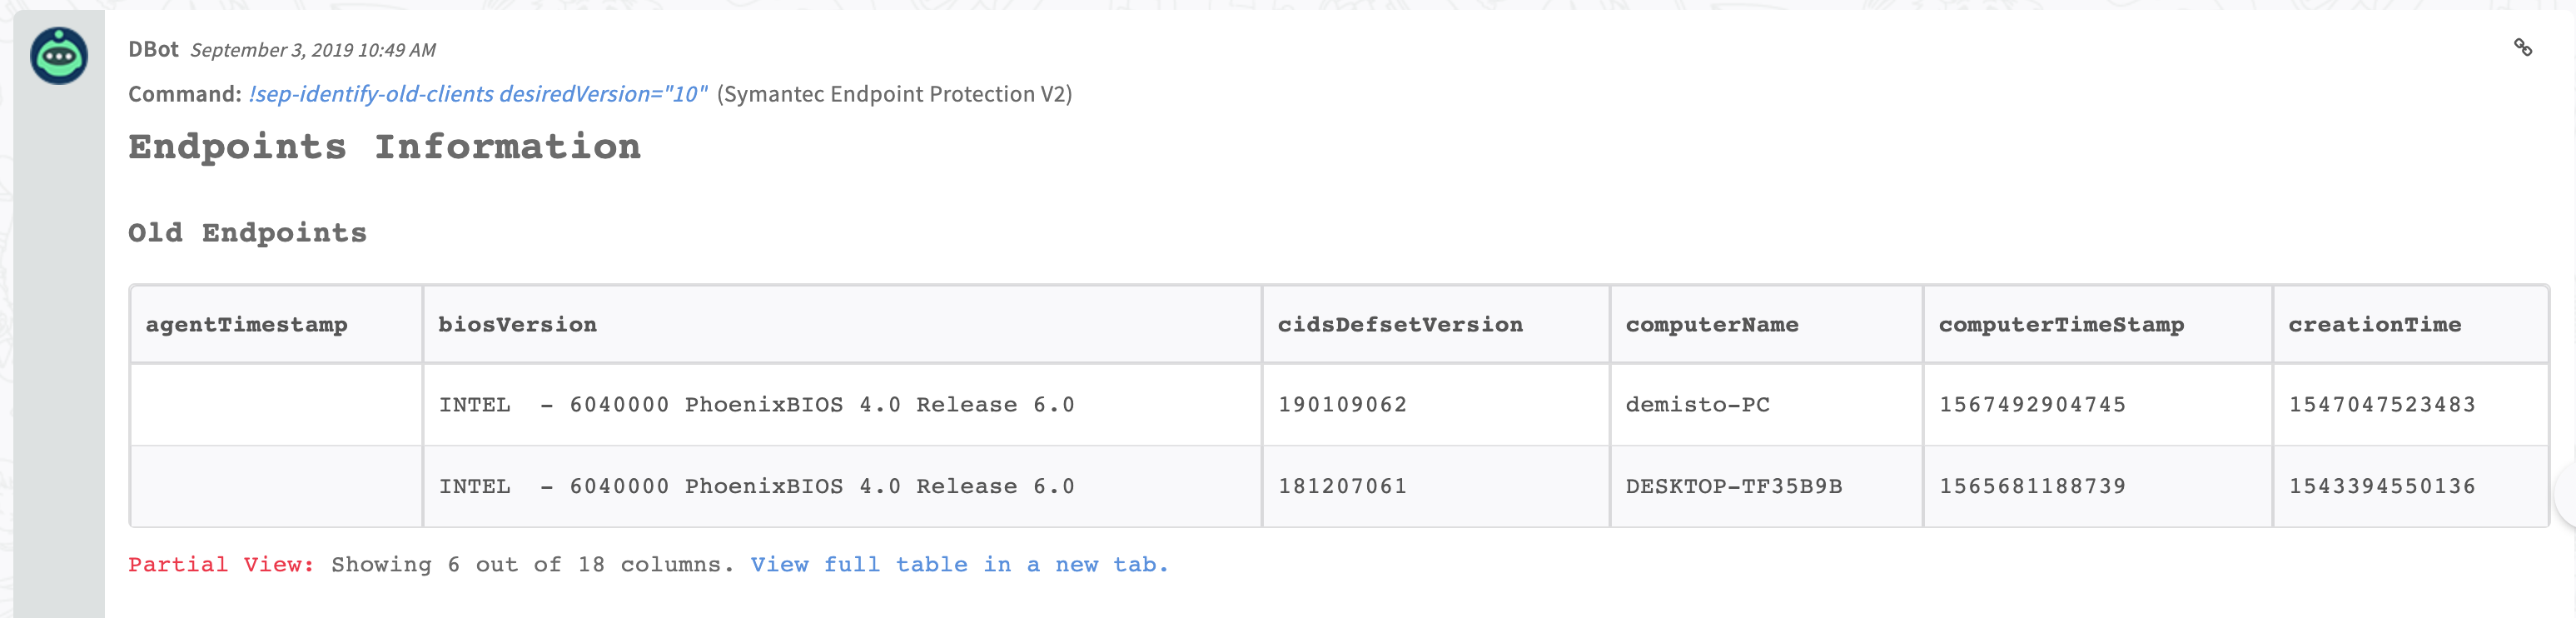 DBot September 3, 2019 10:49 AM
Command: !sep-identify-old-clients desiredVersion="10" (Symantec Endpoint Protection V2)
Endpoints Information
Old Endpoints
agentTimestamp biosVersion cidsDefsetVersion computerName computerTimeStamp creationTime
INTEL  - 6040000 PhoenixBIOS 4.0 Release 6.0 190109062 demisto-PC 1567492904745 1547047523483
INTEL  - 6040000 PhoenixBIOS 4.0 Release 6.0 181207061 DESKTOP-TF35B9B 1565681188739 1543394550136
Partial View: Showing 6 out of 18 columns. View full table in a new tab.